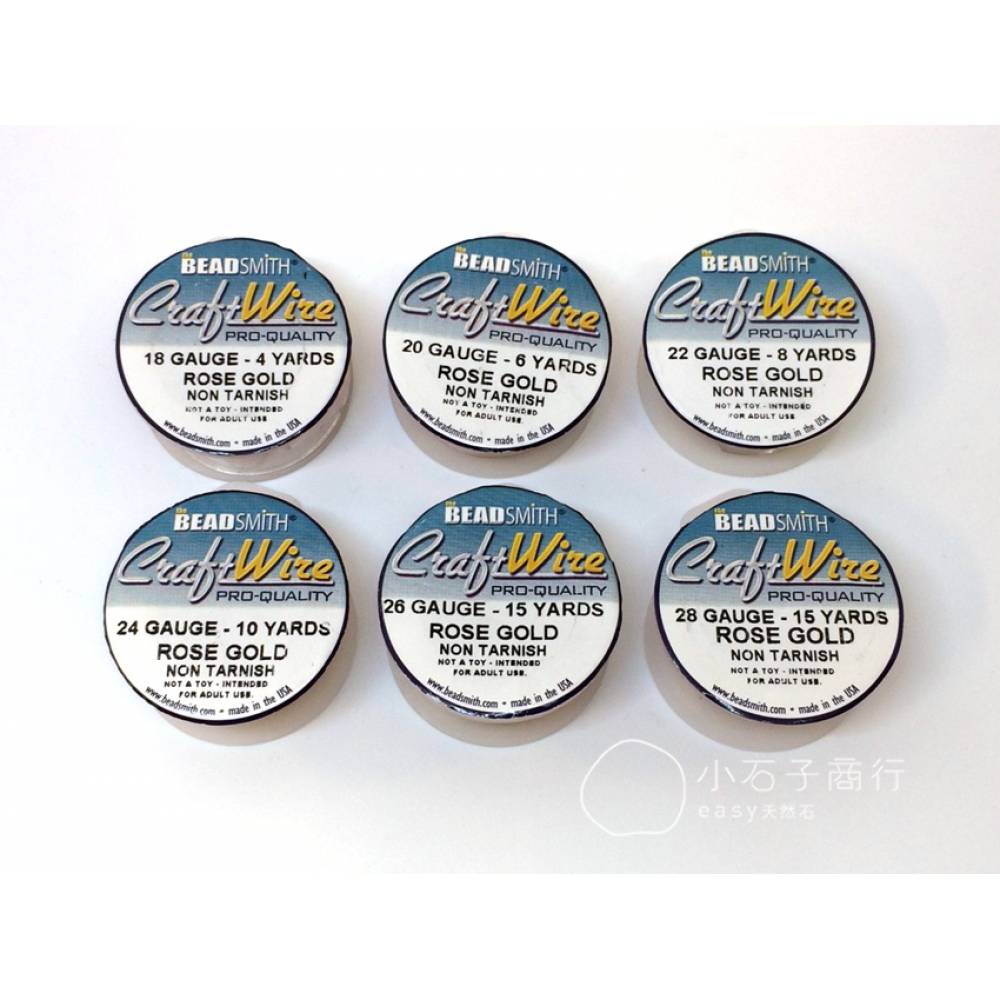 the
BEADSMITH®
CraftWire
PRO-QUALITY
18 GAUGE - 4 YARDS
ROSE GOLD
NON TARNISH
NOT A TOY - INTENDED
FOR ADULT USE
www.beadsmith.com • made in the USA
the
BEADSMITH®
CraftWire
PRO-QUALITY
20 GAUGE - 6 YARDS
ROSE GOLD
NON TARNISH
NOT A TOY - INTENDED
FOR ADULT USE.
www.beadsmith.com • made in the USA
the
BEADSMITH®
CraftWire
PRO-QUALITY
22 GAUGE - 8 YARDS
ROSE GOLD
NON TARNISH
NOT A TOY - INTENDED
FOR ADULT USE.
www.beadsmith.com • made in the USA
the
BEADSMITH®
CraftWire
PRO-QUALITY
24 GAUGE - 10 YARDS
ROSE GOLD
NON TARNISH
NOT A TOY - INTENDED
FOR ADULT USE.
www.beadsmith.com • made in the USA
the
BEADSMITH®
CraftWire
PRO-QUALITY
26 GAUGE - 15 YARDS
ROSE GOLD
NON TARNISH
NOT A TOY - INTENDED
FOR ADULT USE.
www.beadsmith.com • made in the USA
the
BEADSMITH®
CraftWire
PRO-QUALITY
28 GAUGE - 15 YARDS
ROSE GOLD
NON TARNISH
NOT A TOY - INTENDED
FOR ADULT USE.
www.beadsmith.com • made in the USA
小石子商行
easy天然石